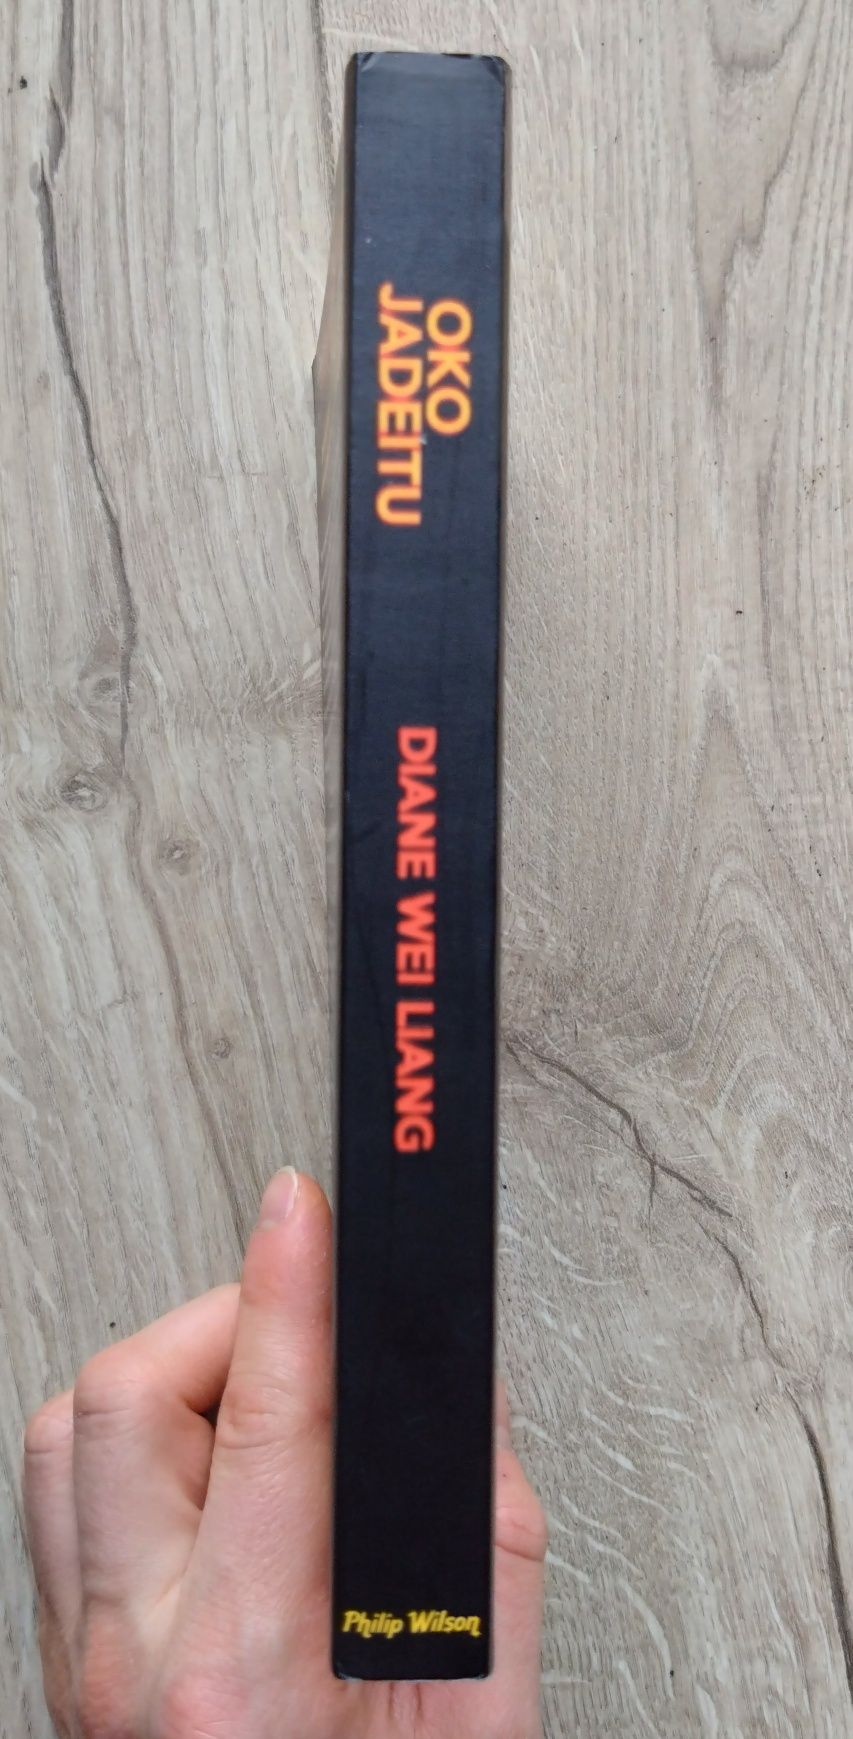 OKO
JADEITU
DIANE WEI LIANG
Philip Wilson